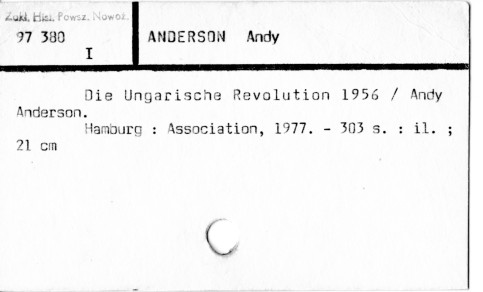 Zakł. Hist. Powsz. Nowoż.
97 380
I
ANDERSON Andy
Die Ungarische Revolution 1956 / Andy
Anderson.
Hamburg : Association, 1977. - 303 s. : il. ;
21 cm